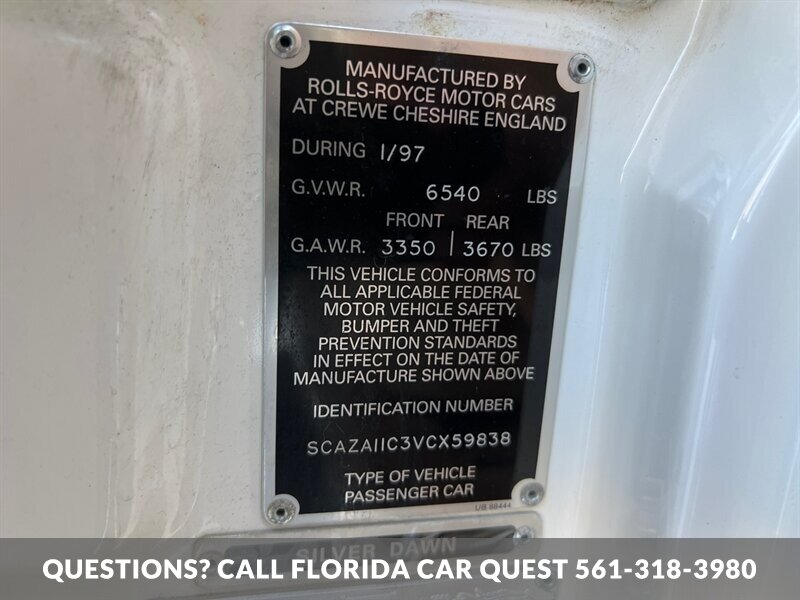 MANUFACTURED BY
ROLLS-ROYCE MOTOR CARS
AT CREWE CHESHIRE ENGLAND
DURING 1/97
G.V.W.R. 6540 LBS
FRONT REAR
G.A.W.R. 3350 | 3670 LBS
THIS VEHICLE CONFORMS TO
ALL APPLICABLE FEDERAL
MOTOR VEHICLE SAFETY,
BUMPER AND THEFT
PREVENTION STANDARDS
IN EFFECT ON THE DATE OF
MANUFACTURE SHOWN ABOVE
IDENTIFICATION NUMBER
SCAZA11C3VCX59838
TYPE OF VEHICLE
PASSENGER CAR
UB 88444
SILVER DAWN
QUESTIONS? CALL FLORIDA CAR QUEST 561-318-3980